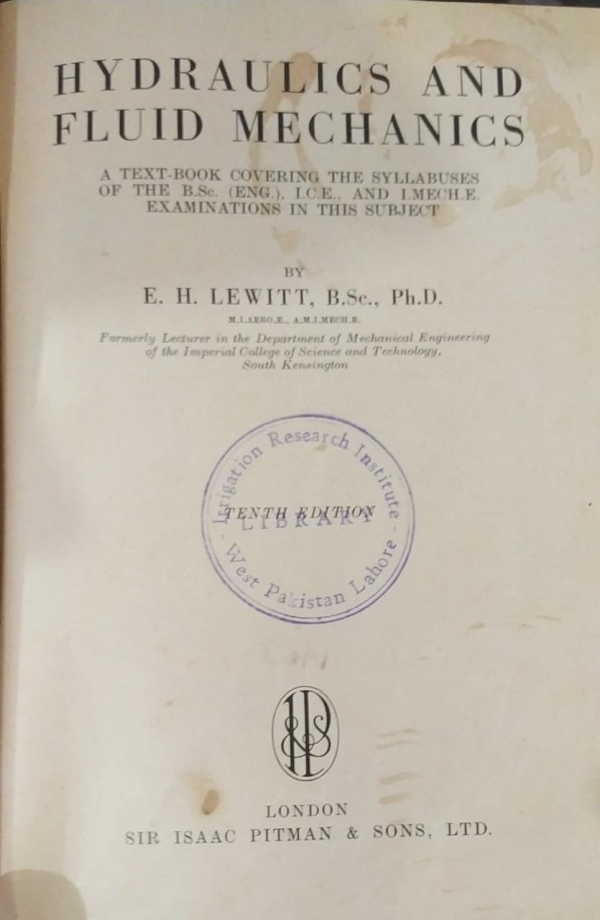 HYDRAULICS AND
FLUID MECHANICS
A TEXT-BOOK COVERING THE SYLLABUSES
OF THE B.Sc. (ENG.), I.C.E., AND I.MECH.E.
EXAMINATIONS IN THIS SUBJECT
BY
E. H. LEWITT, B.Sc., Ph.D.
M.I.AERO.E., A.M.I.MECH.E.
Formerly Lecturer in the Department of Mechanical Engineering
of the Imperial College of Science and Technology,
South Kensington
Irrigation Research Institute
TENTH EDITION
LIBRARY
- West Pakistan Lahore -
LONDON
SIR ISAAC PITMAN & SONS, LTD.